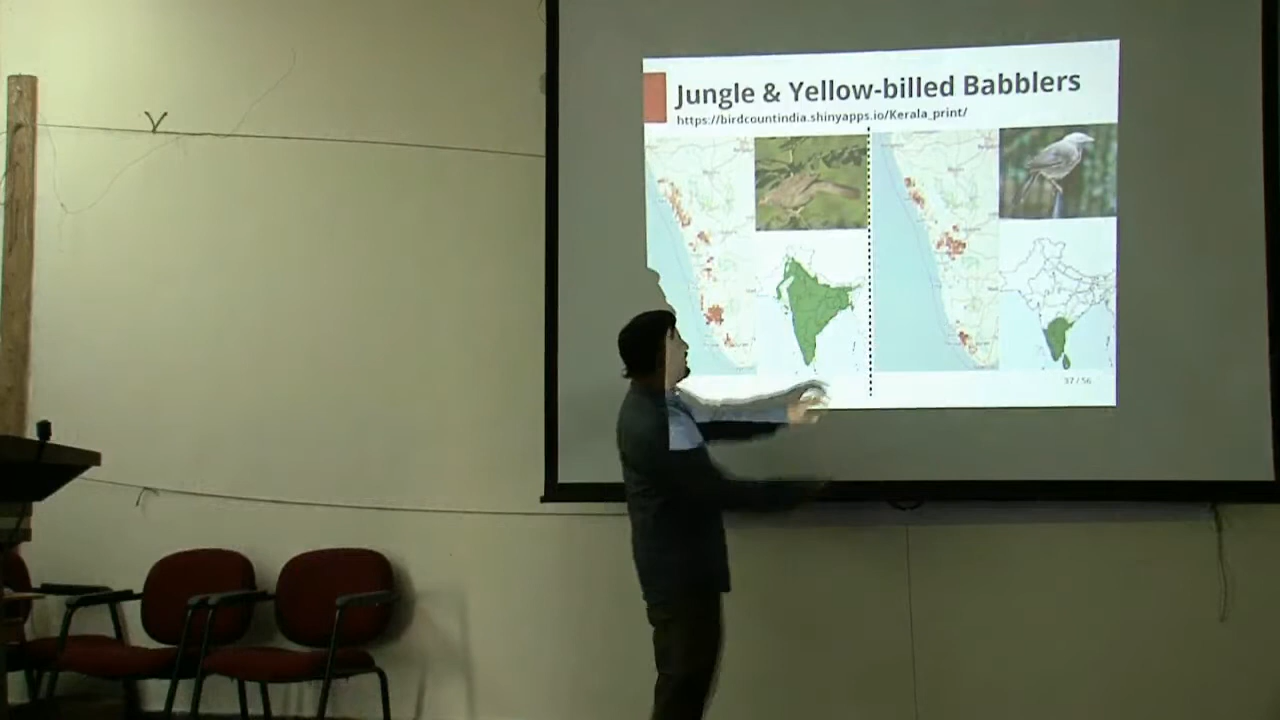 Jungle & Yellow-billed Babblers
https://birdcountindia.shinyapps.io/Kerala_print/
37 / 56